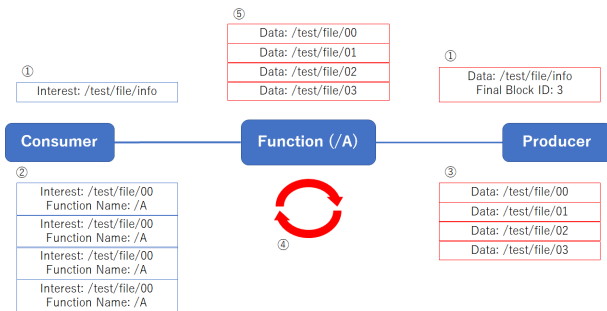 ⑤
Data: /test/file/00
Data: /test/file/01
Data: /test/file/02
Data: /test/file/03
①
Interest: /test/file/info
①
Data: /test/file/info
Final Block ID: 3
Consumer
Function (/A)
Producer
②
Interest: /test/file/00
Function Name: /A
Interest: /test/file/00
Function Name: /A
Interest: /test/file/00
Function Name: /A
Interest: /test/file/00
Function Name: /A
④
③
Data: /test/file/00
Data: /test/file/01
Data: /test/file/02
Data: /test/file/03